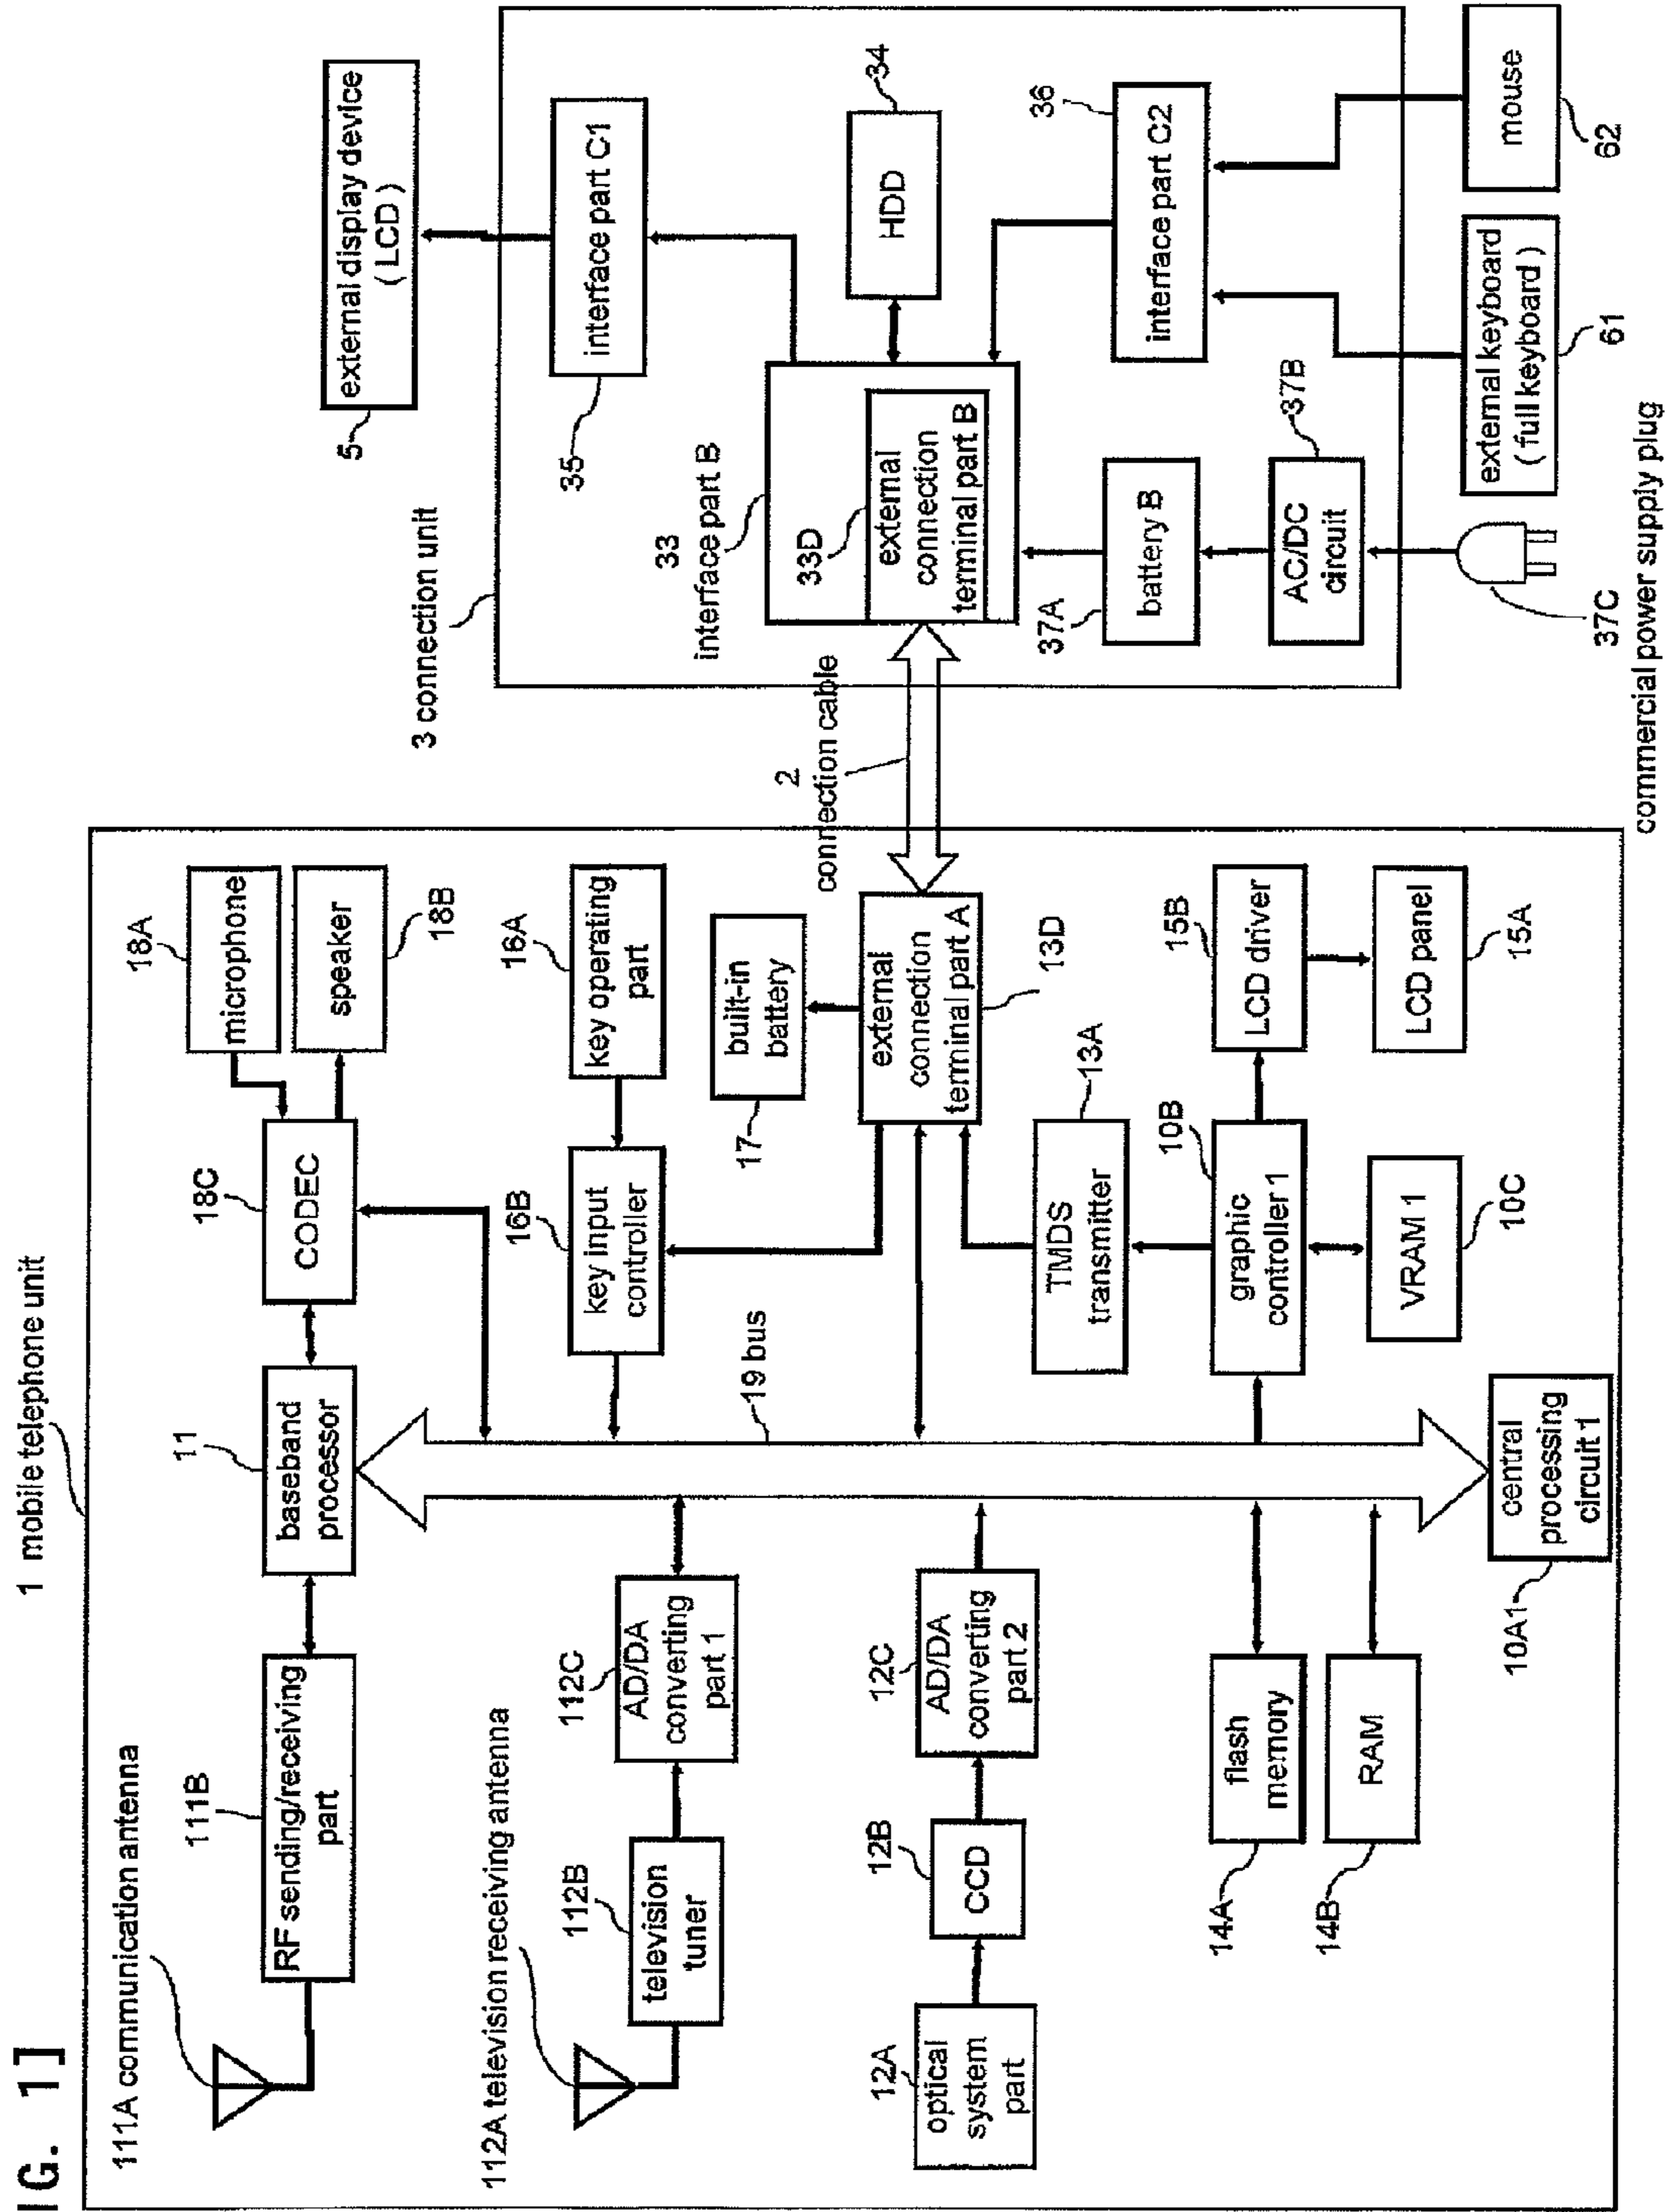 IG. 1]
1 mobile telephone unit
111A communication antenna
111B
RF sending/receiving
part
11
baseband
processor
18C
CODEC
18A
microphone
speaker
18B
112A television receiving antenna
112B
television
tuner
112C
AD/DA
converting
part 1
16B
key input
controller
16A
key operating
part
19 bus
17
built-in
battery
12A
optical
system
part
12B
CCD
12C
AD/DA
converting
part 2
external
connection
terminal part A
13D
TMDS
transmitter
13A
14A
flash
memory
14B
RAM
10B
graphic
controller 1
VRAM 1
10C
15B
LCD driver
LCD panel
15A
10A1
central
processing
circuit 1
2
connection cable
3 connection unit
5
external display device
( LCD )
35
interface part C1
33
interface part B
33D
external
connection
terminal part B
HDD
34
36
interface part C2
37A
battery B
37B
AC/DC
circuit
37C
commercial power supply plug
external keyboard
( full keyboard )
61
mouse
62